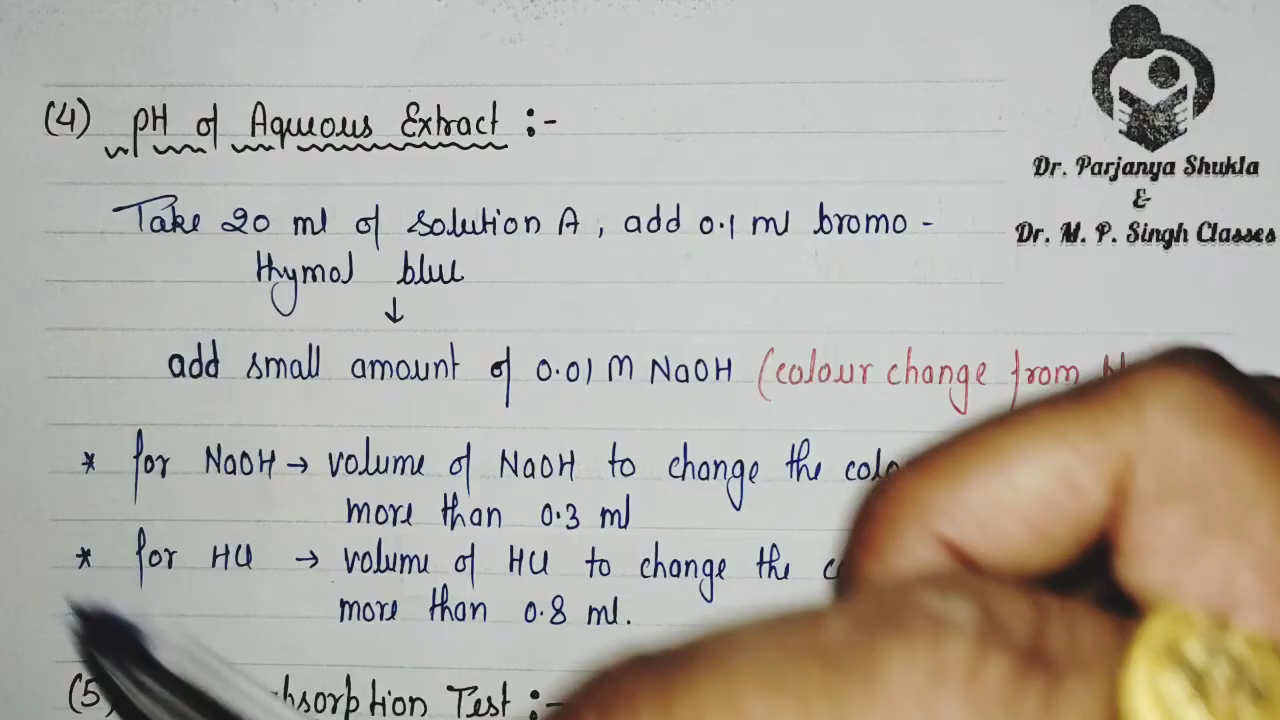 (4) pH of Aqueous Extract :-
Dr. Parjanya Shukla
&
Dr. M. P. Singh Classes
Take 20 ml of solution A, add 0.1 ml bromo -
thymol blue
↓
add small amount of 0.01 M NaOH (colour change from
* for NaOH → volume of NaOH to change the
more than 0.3 ml
* for HCl → volume of HCl to change the
more than 0.8 ml.
(5 Test :-